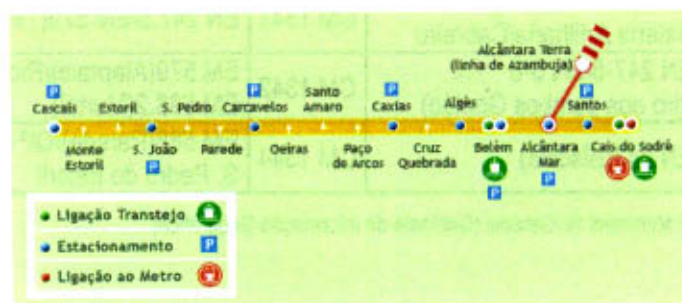 Alcântara Terra
(linha de Azambuja)
P
P
P
P
Cascais
Estoril
S. Pedro
Carcavelos
Santo
Amaro
Caxias
Algés
Santos
Monte
Estoril
S. João
P
Parede
Oeiras
Paço
de Arcos
Cruz
Quebrada
Belém
P
Alcântara
Mar
P
Cais do Sodré
Ligação Transtejo
Estacionamento
P
Ligação ao Metro